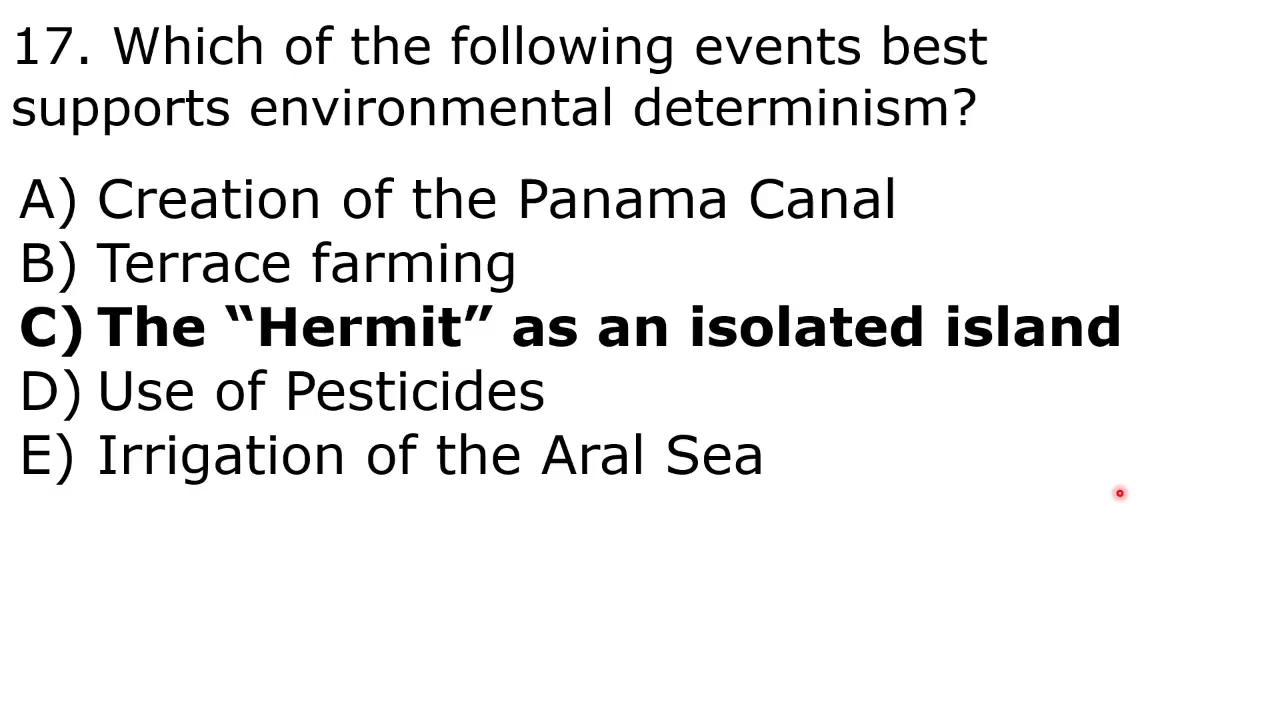 17. Which of the following events best
supports environmental determinism?
A) Creation of the Panama Canal
B) Terrace farming
C) The “Hermit” as an isolated island
D) Use of Pesticides
E) Irrigation of the Aral Sea